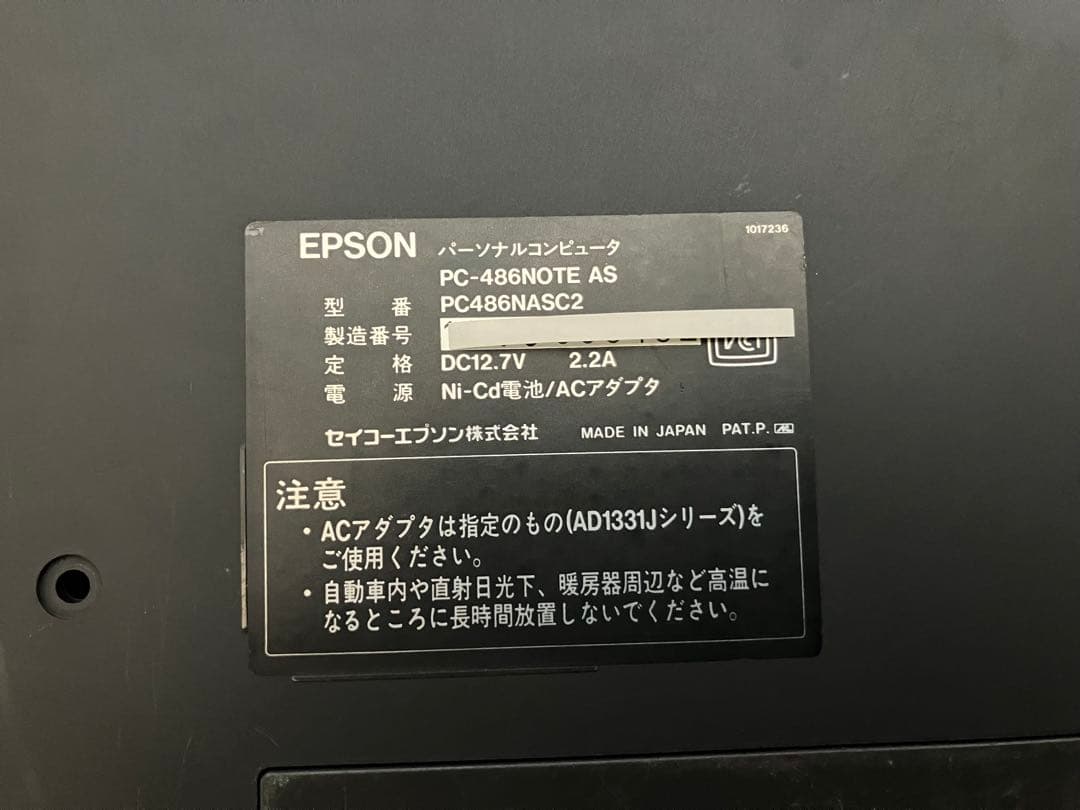 1017236
EPSON パーソナルコンピュータ
PC-486NOTE AS
型 番 PC486NASC2
製造番号
定 格 DC12.7V 2.2A
電 源 Ni-Cd電池/ACアダプタ
セイコーエプソン株式会社 MADE IN JAPAN PAT.P.
注意
・ACアダプタは指定のもの(AD1331Jシリーズ)を
ご使用ください。
・自動車内や直射日光下、暖房器周辺など高温に
なるところに長時間放置しないでください。